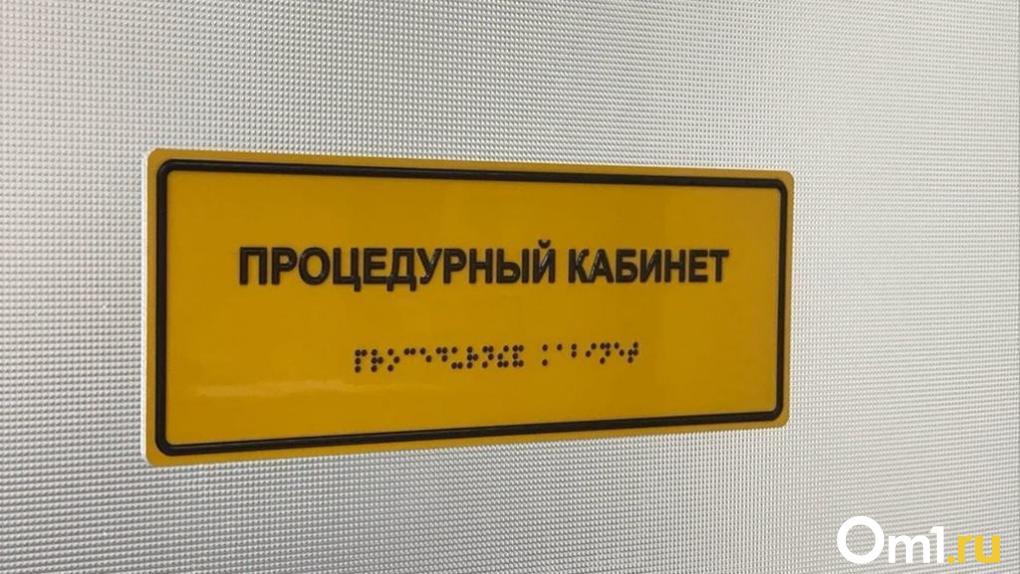 ПРОЦЕДУРНЫЙ КАБИНЕТ
⠏⠗⠕⠉⠑⠙⠥⠗⠝⠮⠯ ⠅⠁⠃⠊⠝⠑⠞
Om1.ru